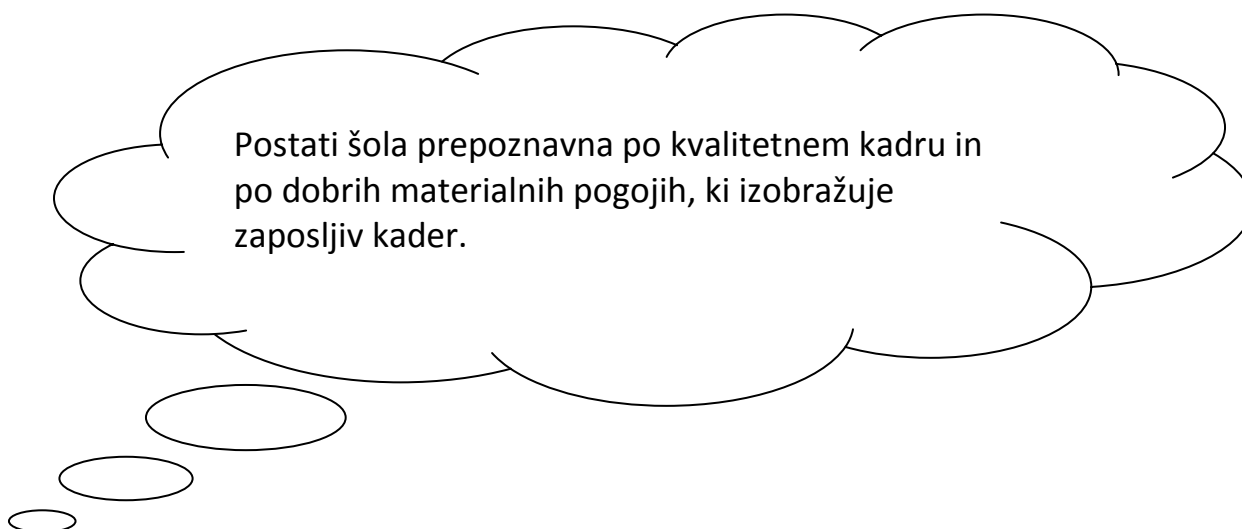 Postati šola prepoznavna po kvalitetnem kadru in
po dobrih materialnih pogojih, ki izobražuje
zaposljiv kader.